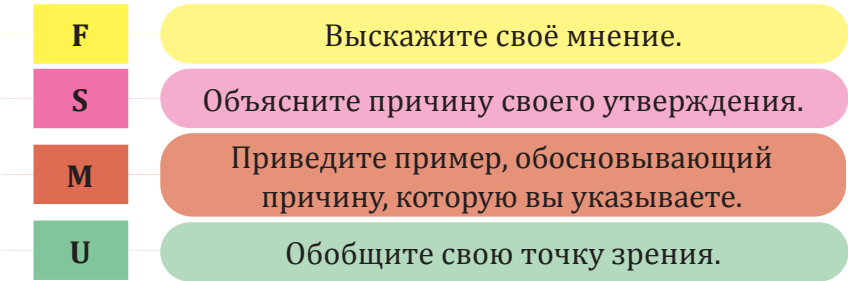 F Выскажите своё мнение.
S Объясните причину своего утверждения.
M Приведите пример, обосновывающий
причину, которую вы указываете.
U Обобщите свою точку зрения.